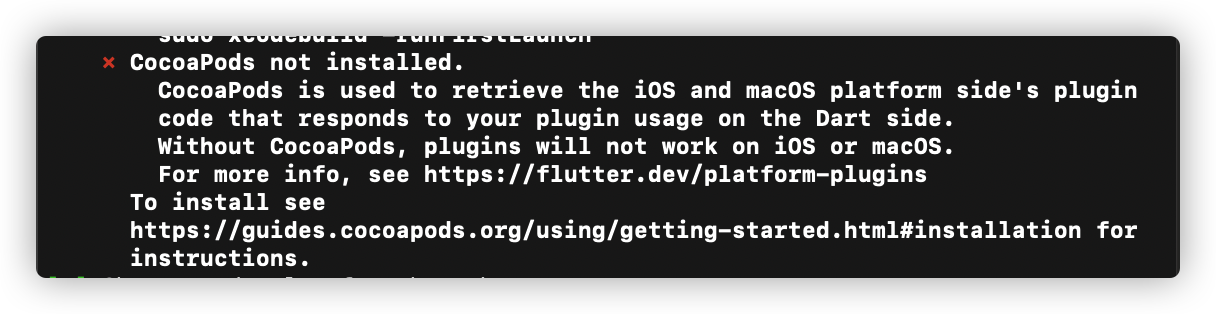 sudo xcodebuild -runFirstLaunch
✗ CocoaPods not installed.
CocoaPods is used to retrieve the iOS and macOS platform side's plugin
code that responds to your plugin usage on the Dart side.
Without CocoaPods, plugins will not work on iOS or macOS.
For more info, see https://flutter.dev/platform-plugins
To install see
https://guides.cocoapods.org/using/getting-started.html#installation for
instructions.